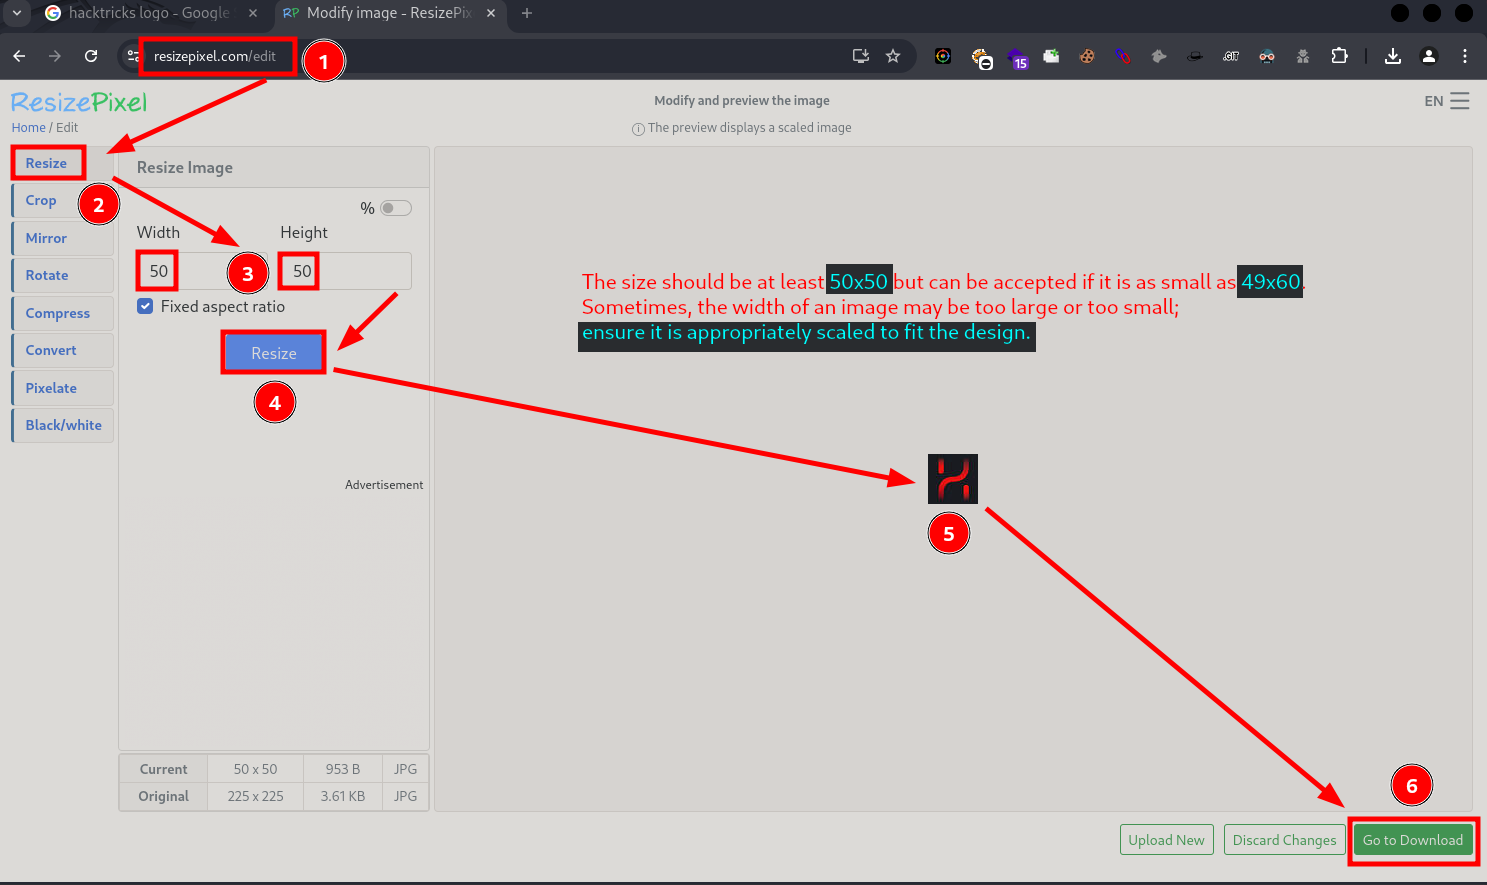 hacktricks logo - Google
Modify image - ResizePix
resizepixel.com/edit
1
15
.GIT
ResizePixel
Modify and preview the image
EN
Home / Edit
The preview displays a scaled image
Resize
Crop
Mirror
Rotate
Compress
Convert
Pixelate
Black/white
2
Resize Image
%
Width
Height
50
3
50
Fixed aspect ratio
Resize
4
Advertisement
The size should be at least 50x50 but can be accepted if it is as small as 49x60.
Sometimes, the width of an image may be too large or too small;
ensure it is appropriately scaled to fit the design.
5
Current 50 x 50 953 B JPG
Original 225 x 225 3.61 KB JPG
6
Upload New
Discard Changes
Go to Download